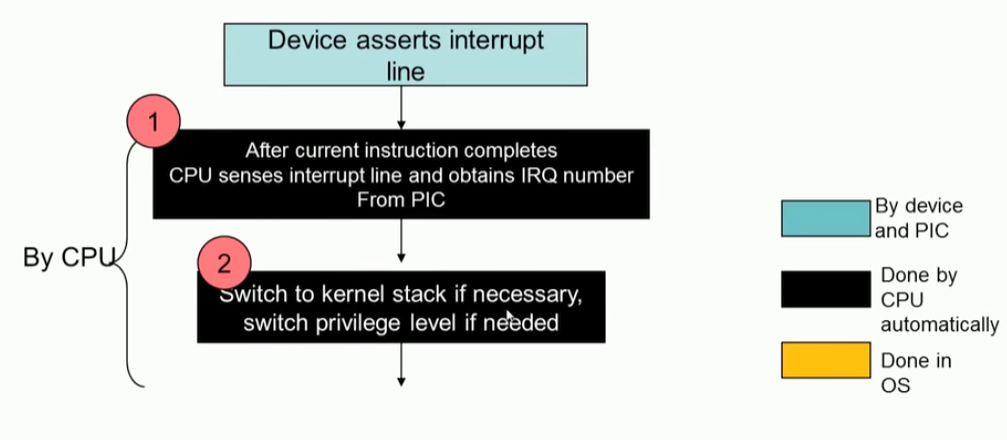 Device asserts interrupt
line
1
After current instruction completes
CPU senses interrupt line and obtains IRQ number
From PIC
By CPU
2
Switch to kernel stack if necessary,
switch privilege level if needed
By device
and PIC
Done by
CPU
automatically
Done in
OS